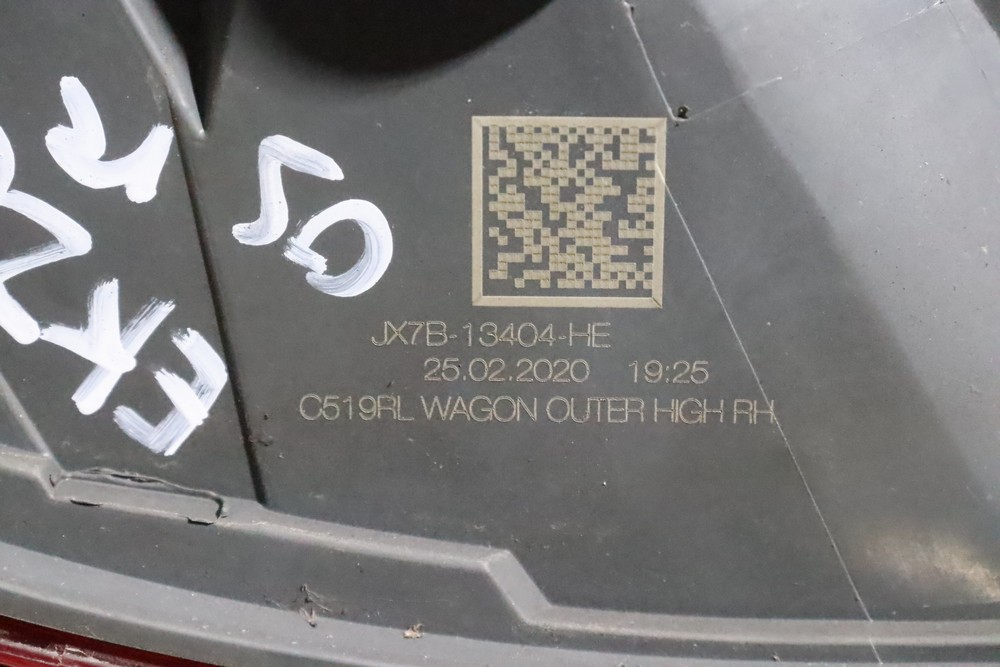 JX7B-13404-HE
25.02.2020 19:25
C519RL WAGON OUTER HIGH RH